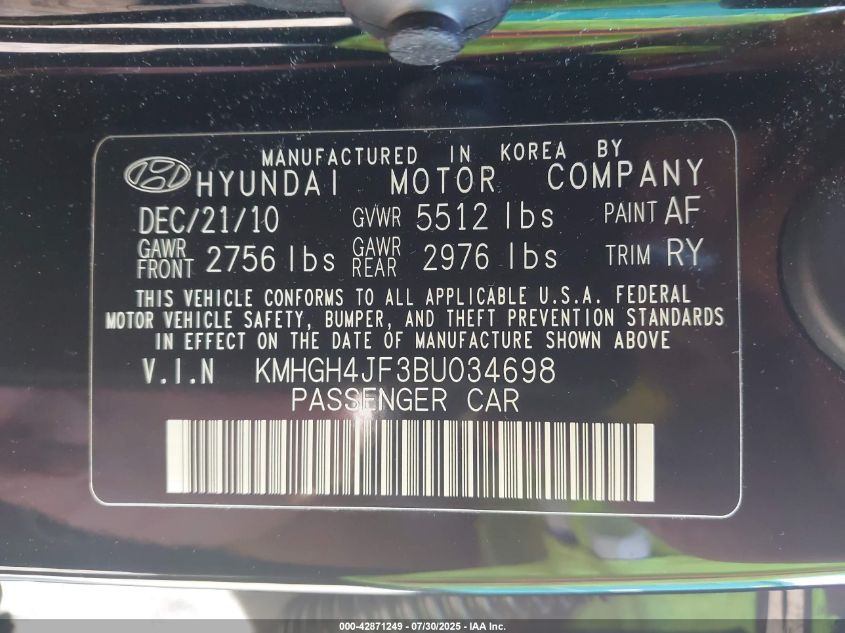 MANUFACTURED IN KOREA BY
HYUNDAI MOTOR COMPANY
DEC/21/10 GVWR 5512 lbs PAINT AF
GAWR FRONT 2756 lbs GAWR REAR 2976 lbs TRIM RY
THIS VEHICLE CONFORMS TO ALL APPLICABLE U.S.A. FEDERAL
MOTOR VEHICLE SAFETY, BUMPER, AND THEFT PREVENTION STANDARDS
IN EFFECT ON THE DATE OF MANUFACTURE SHOWN ABOVE
V.I.N KMHGH4JF3BU034698
PASSENGER CAR
000-42871249 - 07/30/2025 - IAA Inc.